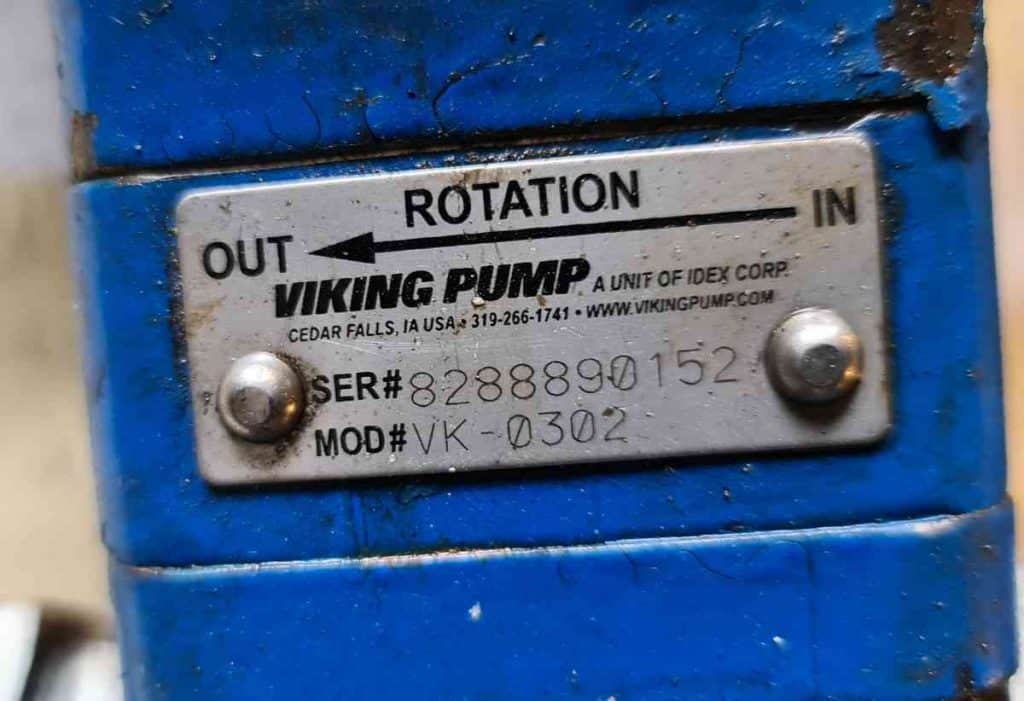 ROTATION
OUT IN
VIKING PUMP A UNIT OF IDEX CORP.
CEDAR FALLS, IA USA • 319-266-1741 • WWW.VIKINGPUMP.COM
SER# 8288890152
MOD# VK-0302